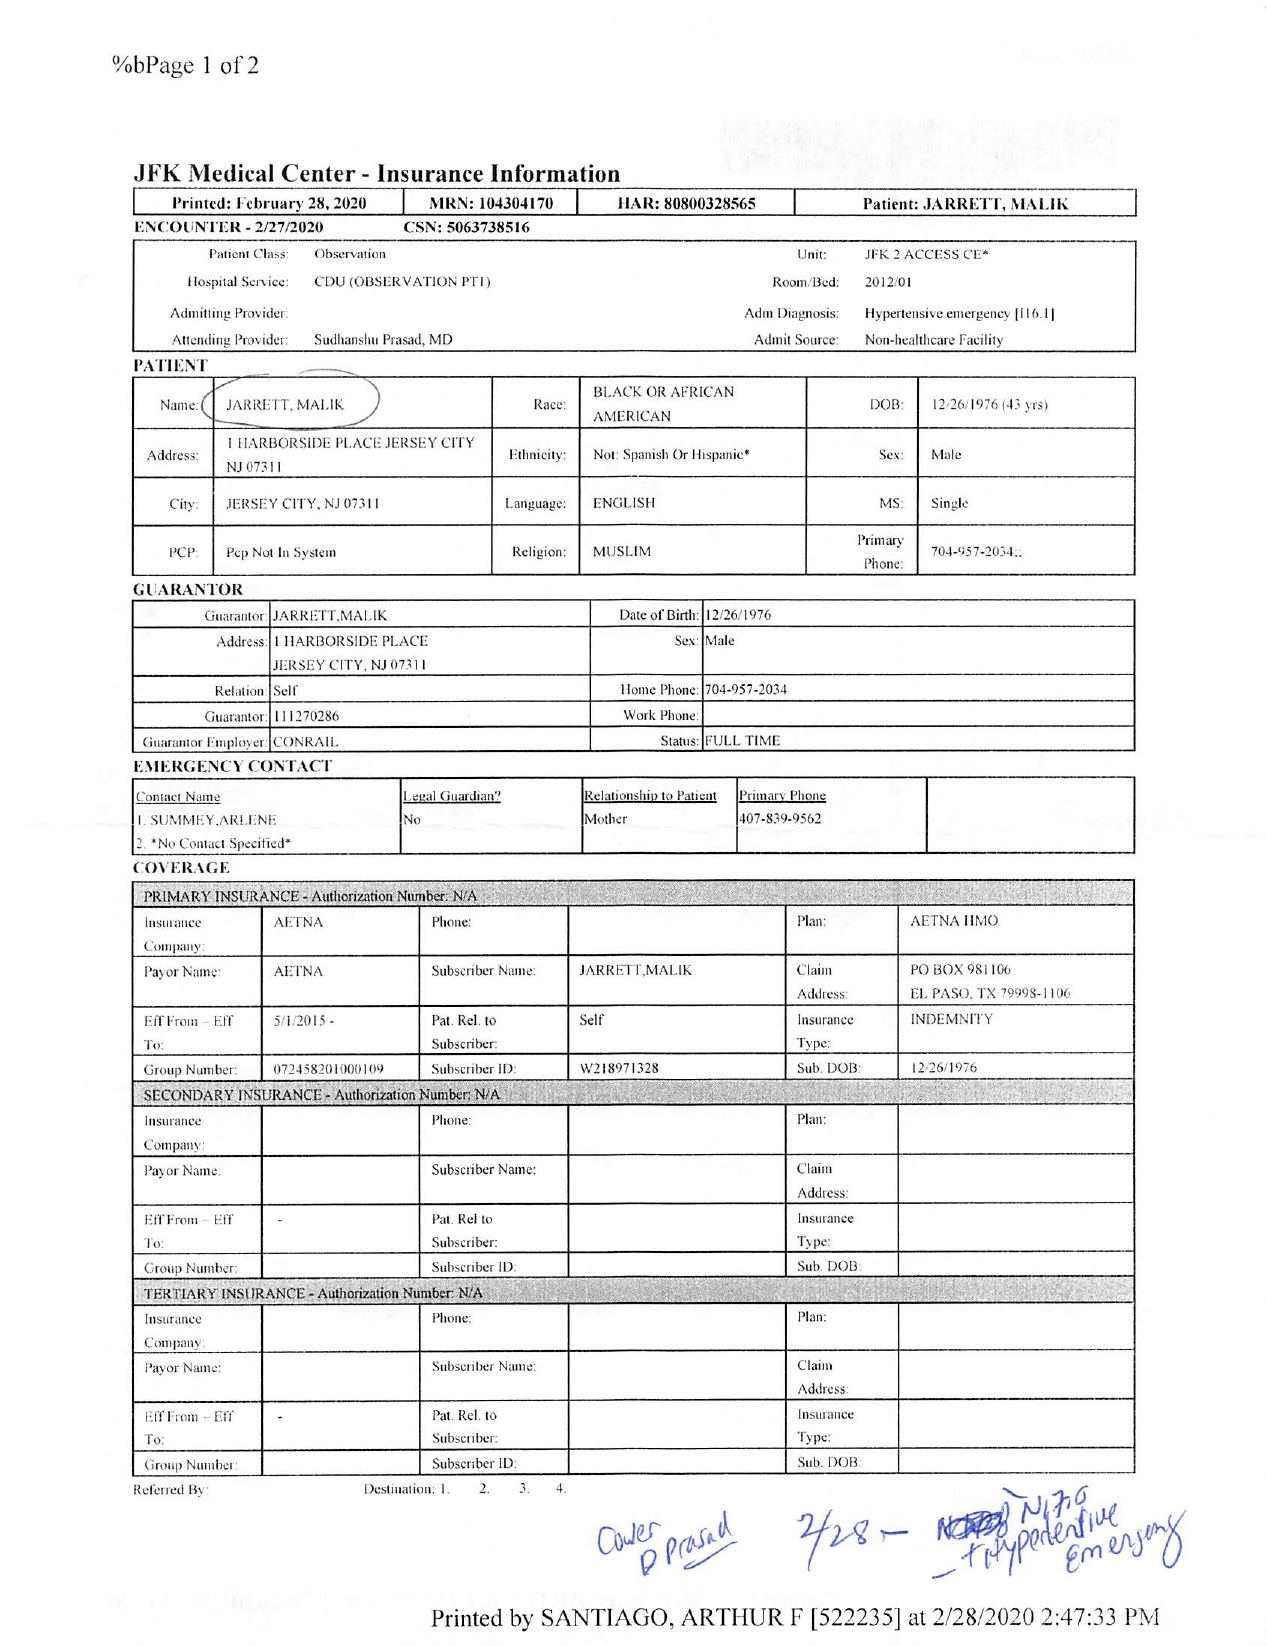 %bPage 1 of 2
JFK Medical Center - Insurance Information
Printed: February 28, 2020 MRN: 104304170 HAR: 80800328565 Patient: JARRETT, MALIK
ENCOUNTER - 2/27/2020 CSN: 5063738516
Patient Class: Observation Unit: JFK 2 ACCESS CE*
Hospital Service: CDU (OBSERVATION PT1) Room/Bed: 2012/01
Admitting Provider: Adm Diagnosis: Hypertensive emergency [I16.1]
Attending Provider: Sudhanshu Prasad, MD Admit Source: Non-healthcare Facility
PATIENT
Name: JARRETT, MALIK Race: BLACK OR AFRICAN AMERICAN DOB: 12/26/1976 (43 yrs)
Address: 1 HARBORSIDE PLACE JERSEY CITY NJ 07311 Ethnicity: Not: Spanish Or Hispanic* Sex: Male
City: JERSEY CITY, NJ 07311 Language: ENGLISH MS: Single
PCP: Pcp Not In System Religion: MUSLIM Primary Phone: 704-957-2034;;
GUARANTOR
Guarantor: JARRETT,MALIK Date of Birth: 12/26/1976
Address: 1 HARBORSIDE PLACE Sex: Male
JERSEY CITY, NJ 07311
Relation: Self Home Phone: 704-957-2034
Guarantor: 111270286 Work Phone:
Guarantor Employer: CONRAIL Status: FULL TIME
EMERGENCY CONTACT
Contact Name Legal Guardian? Relationship to Patient Primary Phone
1. SUMMEY,ARLENE No Mother 407-839-9562
2. *No Contact Specified*
COVERAGE
PRIMARY INSURANCE - Authorization Number: N/A
Insurance Company: AETNA Phone: Plan: AETNA HMO
Payor Name: AETNA Subscriber Name: JARRETT,MALIK Claim Address: PO BOX 981106
EL PASO, TX 79998-1106
Eff From – Eff To: 5/1/2015 - Pat. Rel. to Subscriber: Self Insurance Type: INDEMNITY
Group Number: 072458201000109 Subscriber ID: W218971328 Sub. DOB: 12/26/1976
SECONDARY INSURANCE - Authorization Number: N/A
Insurance Company: Phone: Plan:
Payor Name: Subscriber Name: Claim Address:
Eff From – Eff To: - Pat. Rel to Subscriber: Insurance Type:
Group Number: Subscriber ID: Sub. DOB:
TERTIARY INSURANCE - Authorization Number: N/A
Insurance Company: Phone: Plan:
Payor Name: Subscriber Name: Claim Address:
Eff From – Eff To: - Pat. Rel. to Subscriber: Insurance Type:
Group Number: Subscriber ID: Sub. DOB:
Referred By: Destination: 1. 2. 3. 4.
Prasad 2/28 –
Emergency
Printed by SANTIAGO, ARTHUR F [522235] at 2/28/2020 2:47:33 PM